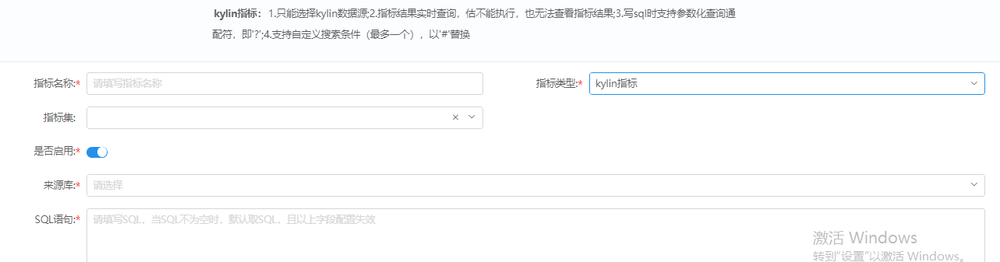 kylin指标：1.只能选择kylin数据源;2.指标结果实时查询，估不能执行，也无法查看指标结果;3.写sql时支持参数化查询通
配符，即'?';4.支持自定义搜索条件（最多一个），以'#'替换
指标名称:* 请填写指标名称 指标类型:* kylin指标
指标集:
是否启用:*
来源库:* 请选择
SQL语句:* 请填写SQL，当SQL不为空时，默认取SQL，且以上字段配置失效
激活 Windows
转到“设置”以激活 Windows。